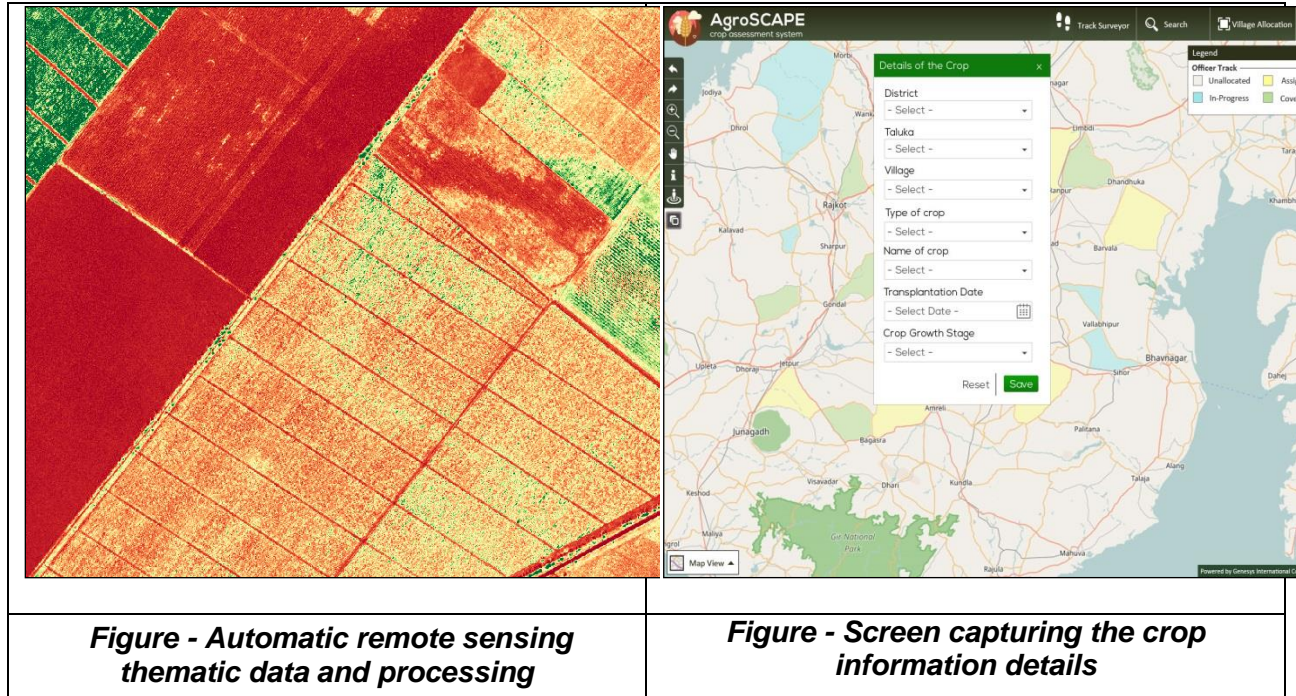 AgroSCAPE
crop assessment system
Track Surveyor
Search
Village Allocation
Legend
Officer Track
Unallocated
In-Progress
Details of the Crop x
District
- Select -
Taluka
- Select -
Village
- Select -
Type of crop
- Select -
Name of crop
- Select -
Transplantation Date
- Select Date -
Crop Growth Stage
- Select -
Reset
Save
Jodiya
Dhrol
Rajkot
Kalavad
Sharpur
Gondal
Upleta
Dhoraji
Jetpur
Junagadh
Bagasra
Amreli
Keshod
Visavadar
Dhari
Kundla
Maliya
Gir National
Park
Rajula
Mahuva
Talaja
Alang
Palitana
Sihor
Bhavnagar
Vallabhipur
Barvala
Dhandhuka
Limbdi
Dahej
Map View
Figure - Automatic remote sensing
thematic data and processing
Figure - Screen capturing the crop
information details